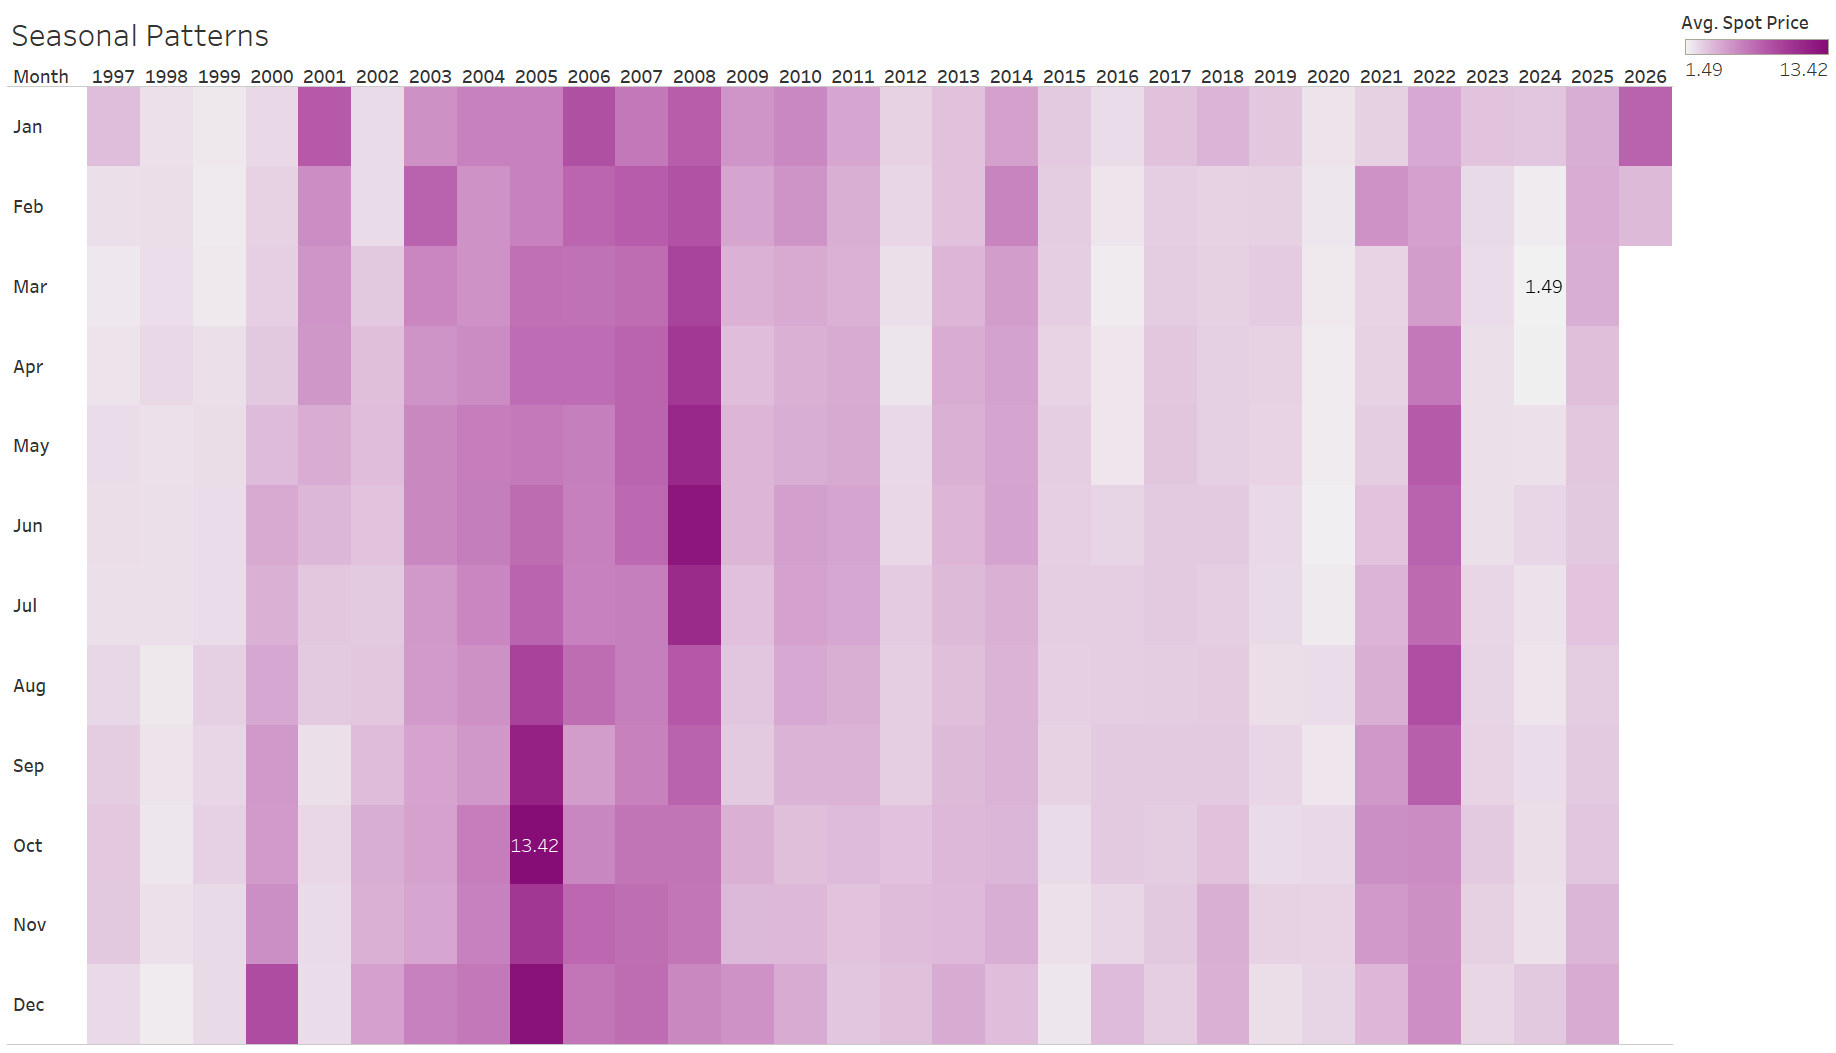 Seasonal Patterns
Avg. Spot Price
1.49 13.42
Month 1997 1998 1999 2000 2001 2002 2003 2004 2005 2006 2007 2008 2009 2010 2011 2012 2013 2014 2015 2016 2017 2018 2019 2020 2021 2022 2023 2024 2025 2026
Jan
Feb
Mar 1.49
Apr
May
Jun
Jul
Aug
Sep
Oct 13.42
Nov
Dec